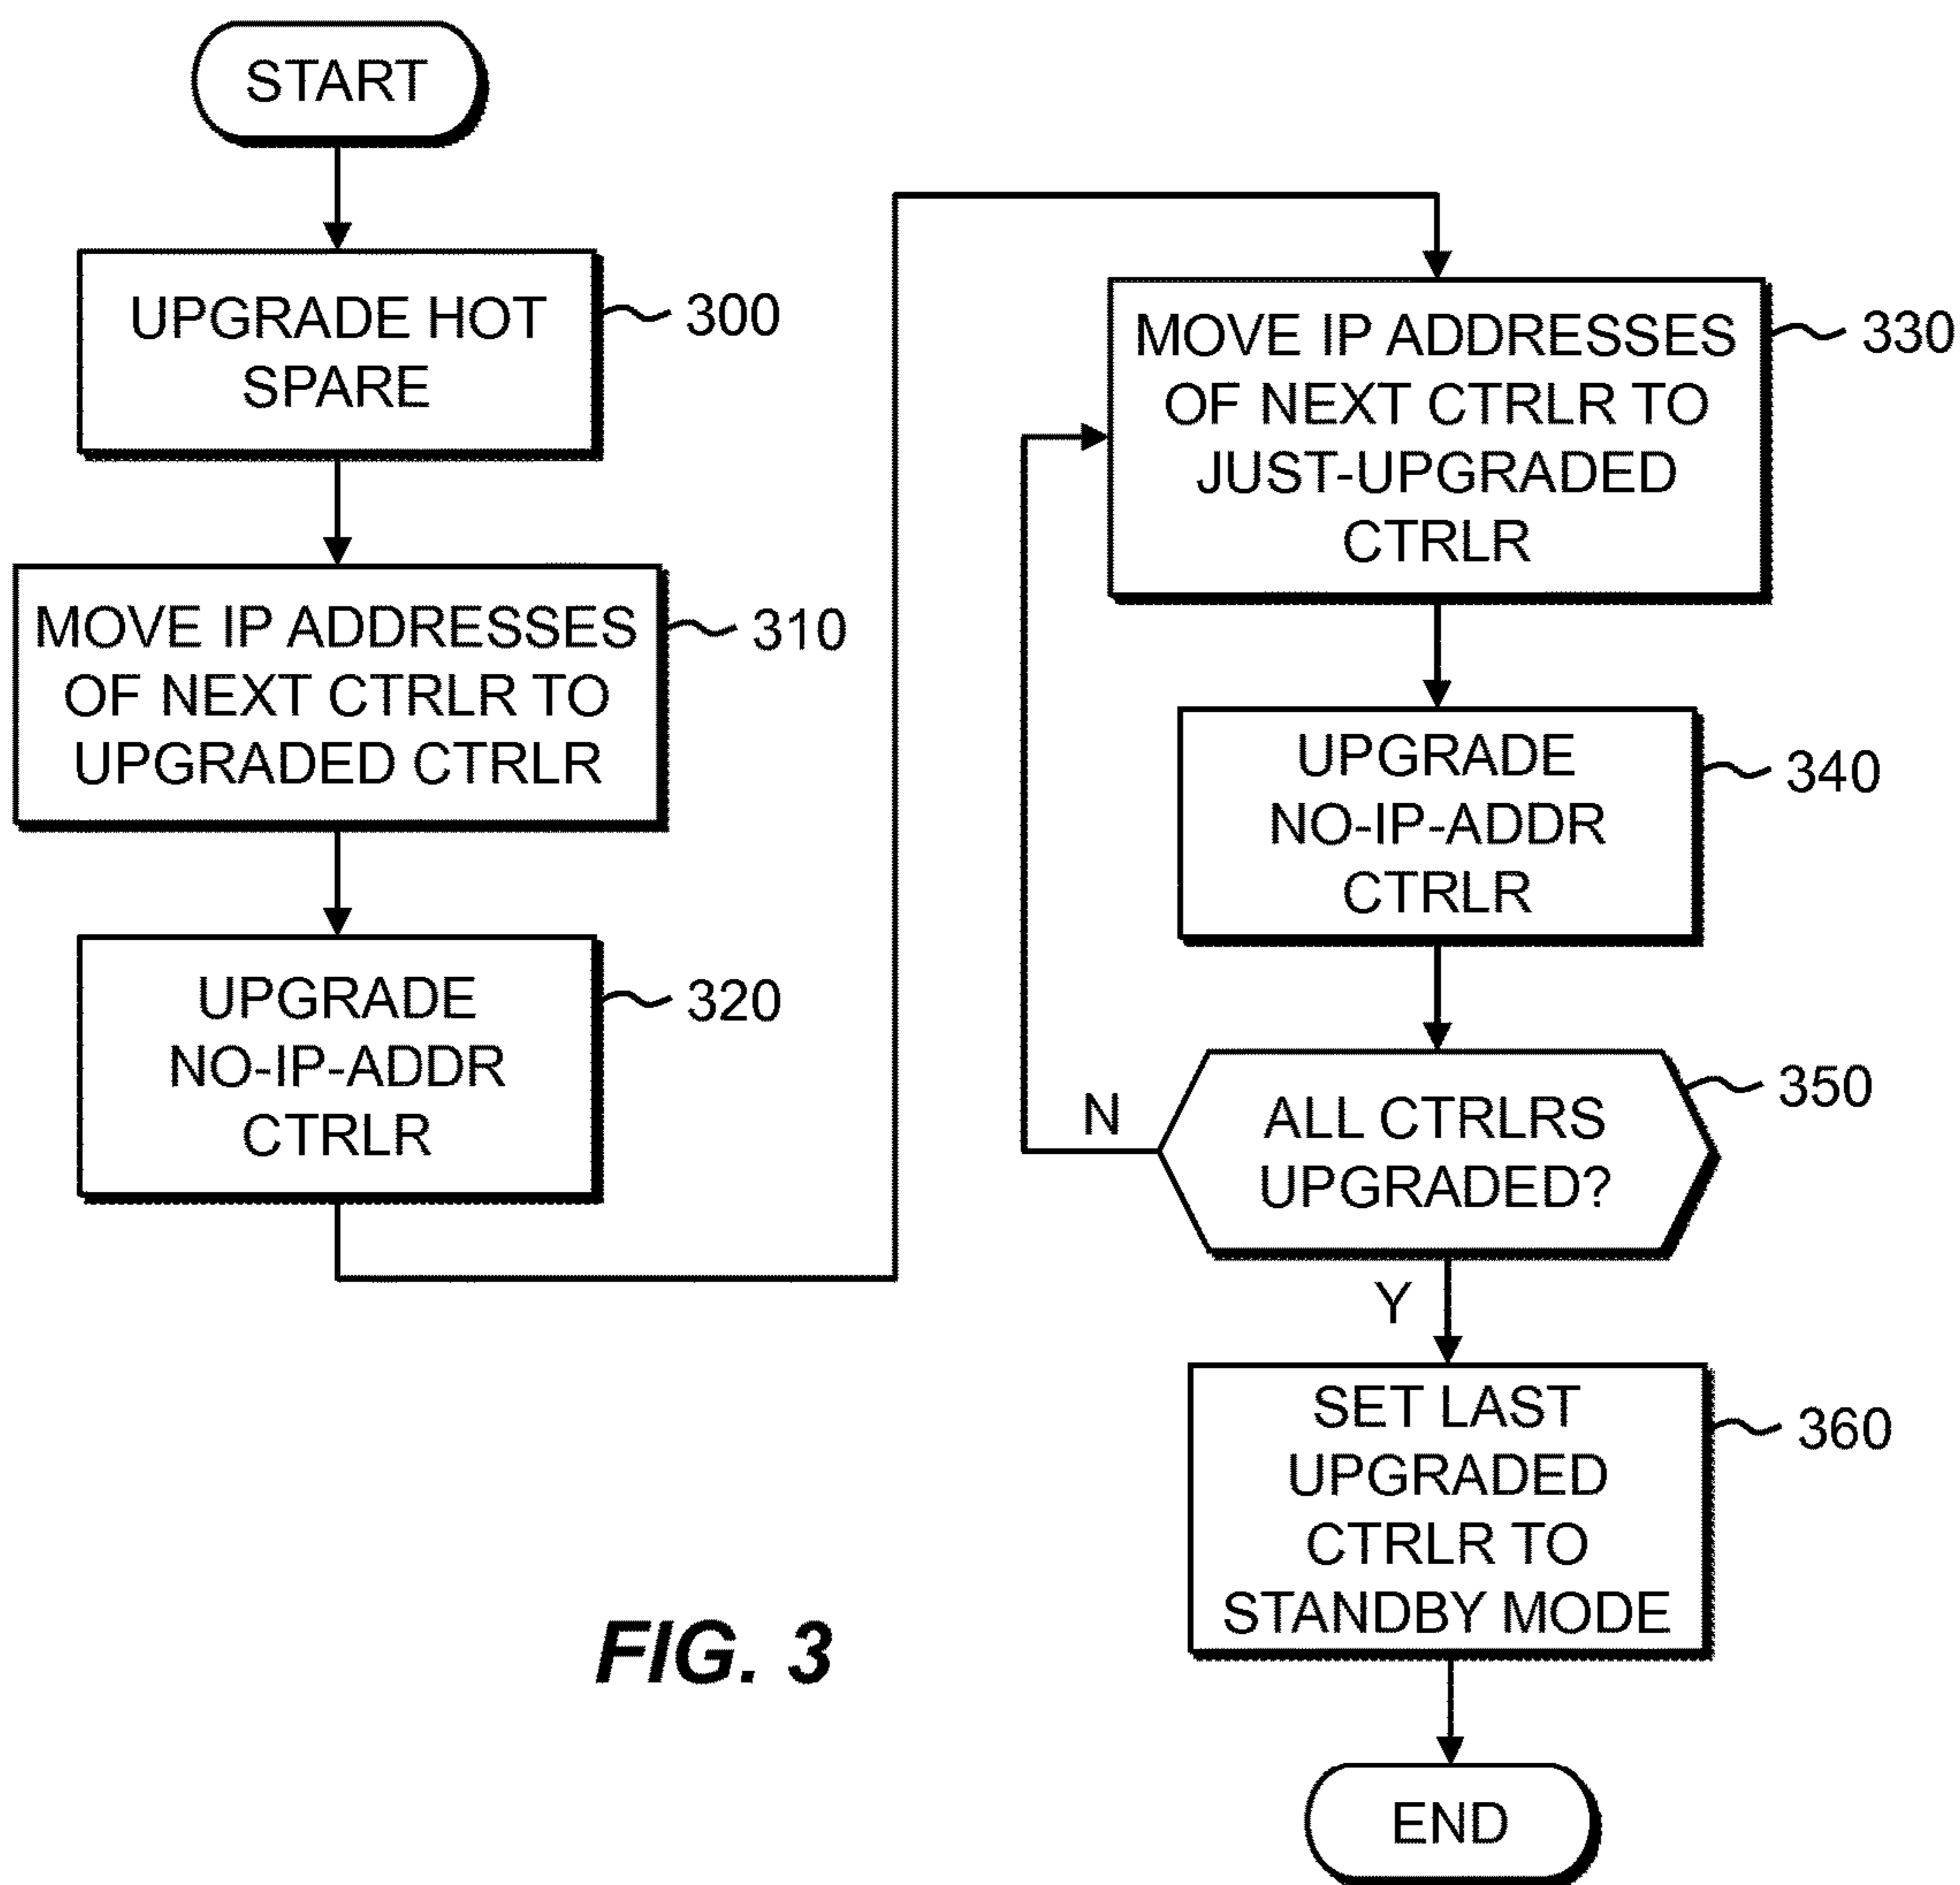 START
UPGRADE HOT
SPARE
300
MOVE IP ADDRESSES
OF NEXT CTRLR TO
UPGRADED CTRLR
310
UPGRADE
NO-IP-ADDR
CTRLR
320
MOVE IP ADDRESSES
OF NEXT CTRLR TO
JUST-UPGRADED
CTRLR
330
UPGRADE
NO-IP-ADDR
CTRLR
340
ALL CTRLRS
UPGRADED?
350
N
Y
SET LAST
UPGRADED
CTRLR TO
STANDBY MODE
360
END
FIG. 3